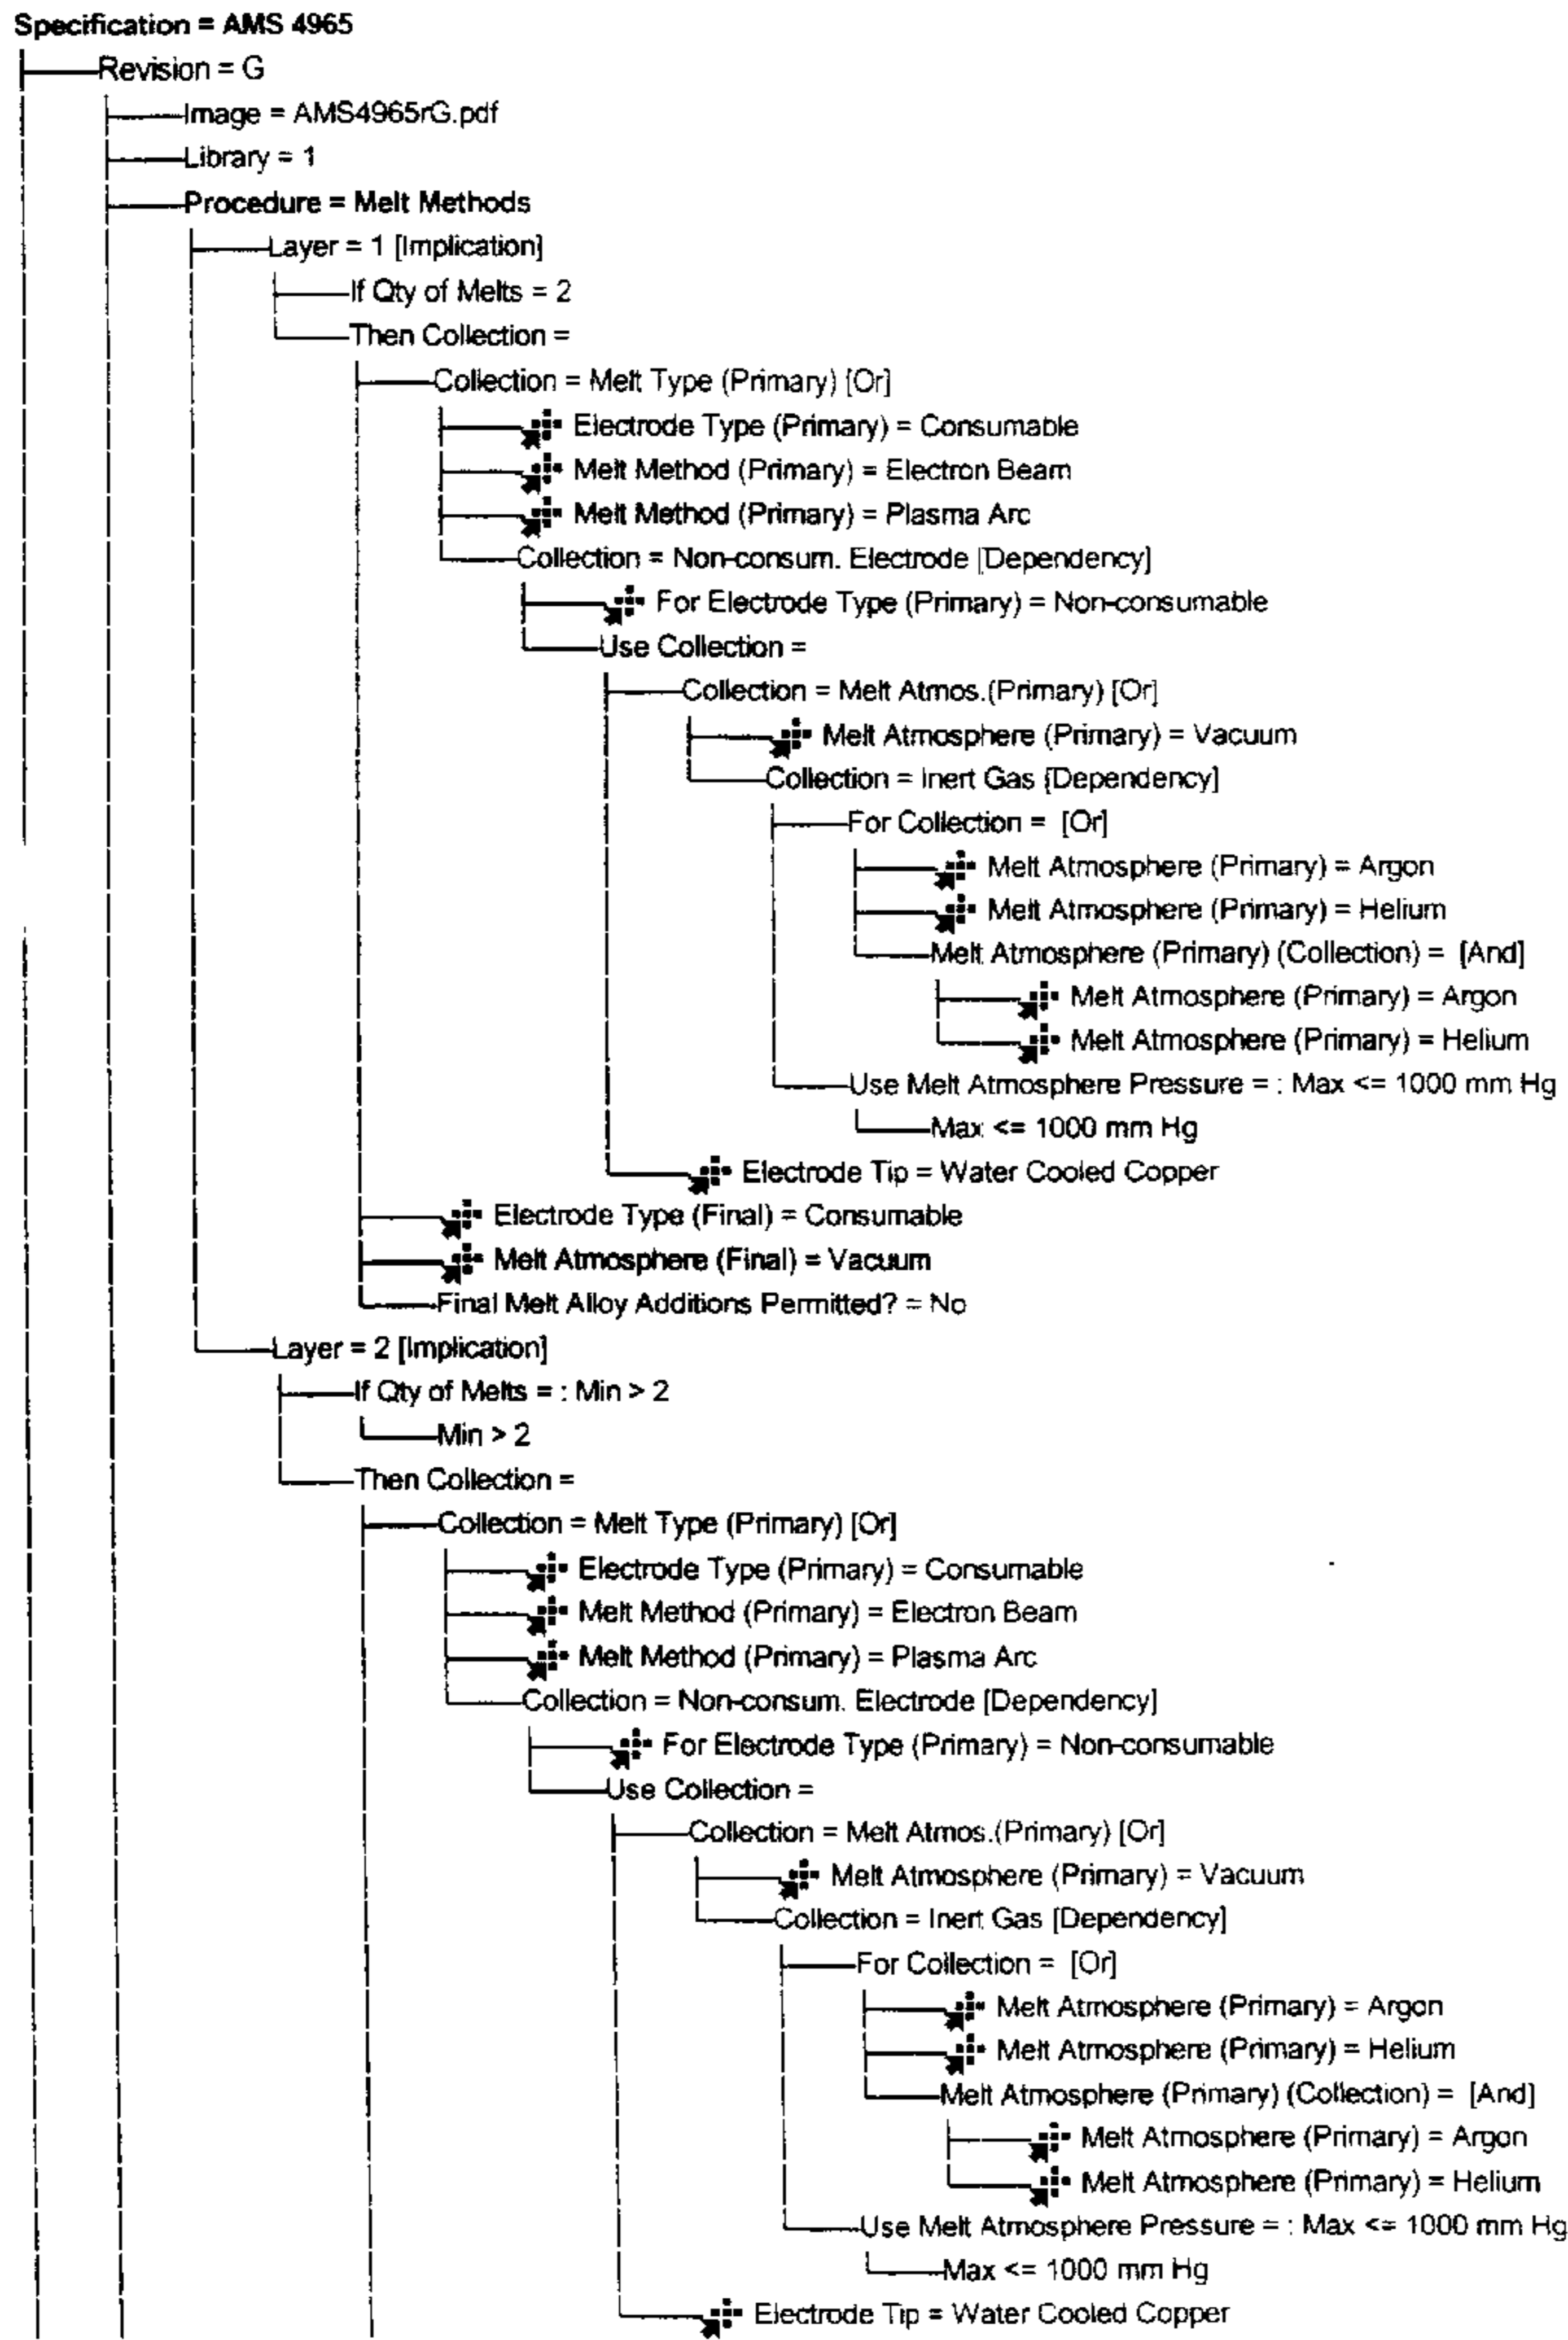 Specification = AMS 4965
Revision = G
Image = AMS4965rG.pdf
Library = 1
Procedure = Melt Methods
Layer = 1 [Implication]
If Qty of Melts = 2
Then Collection =
Collection = Melt Type (Primary) [Or]
Electrode Type (Primary) = Consumable
Melt Method (Primary) = Electron Beam
Melt Method (Primary) = Plasma Arc
Collection = Non-consum. Electrode [Dependency]
For Electrode Type (Primary) = Non-consumable
Use Collection =
Collection = Melt Atmos.(Primary) [Or]
Melt Atmosphere (Primary) = Vacuum
Collection = Inert Gas [Dependency]
For Collection = [Or]
Melt Atmosphere (Primary) = Argon
Melt Atmosphere (Primary) = Helium
Melt Atmosphere (Primary) (Collection) = [And]
Melt Atmosphere (Primary) = Argon
Melt Atmosphere (Primary) = Helium
Use Melt Atmosphere Pressure = : Max <= 1000 mm Hg
Max <= 1000 mm Hg
Electrode Tip = Water Cooled Copper
Electrode Type (Final) = Consumable
Melt Atmosphere (Final) = Vacuum
Final Melt Alloy Additions Permitted? = No
Layer = 2 [Implication]
If Qty of Melts = : Min > 2
Min > 2
Then Collection =
Collection = Melt Type (Primary) [Or]
Electrode Type (Primary) = Consumable
Melt Method (Primary) = Electron Beam
Melt Method (Primary) = Plasma Arc
Collection = Non-consum. Electrode [Dependency]
For Electrode Type (Primary) = Non-consumable
Use Collection =
Collection = Melt Atmos.(Primary) [Or]
Melt Atmosphere (Primary) = Vacuum
Collection = Inert Gas [Dependency]
For Collection = [Or]
Melt Atmosphere (Primary) = Argon
Melt Atmosphere (Primary) = Helium
Melt Atmosphere (Primary) (Collection) = [And]
Melt Atmosphere (Primary) = Argon
Melt Atmosphere (Primary) = Helium
Use Melt Atmosphere Pressure = : Max <= 1000 mm Hg
Max <= 1000 mm Hg
Electrode Tip = Water Cooled Copper